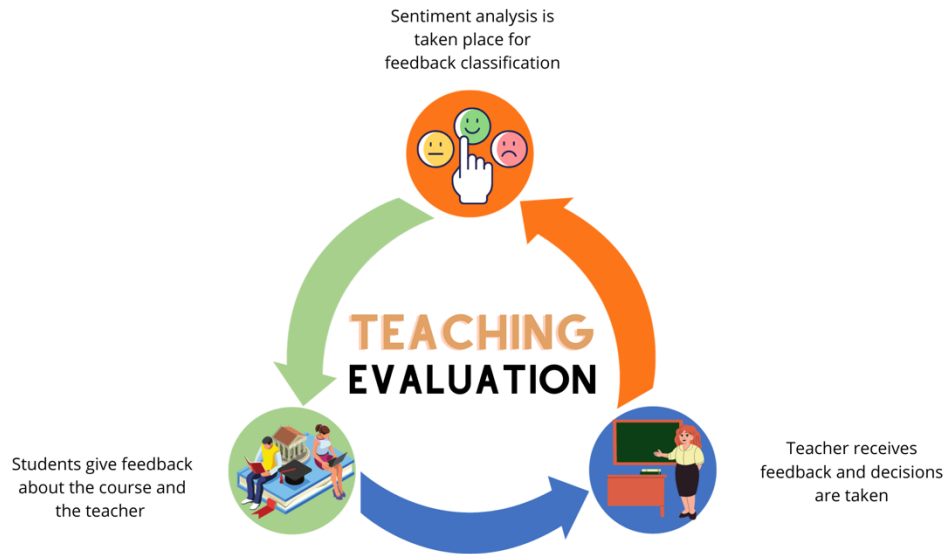 Sentiment analysis is
taken place for
feedback classification
TEACHING
EVALUATION
Students give feedback
about the course and
the teacher
Teacher receives
feedback and decisions
are taken